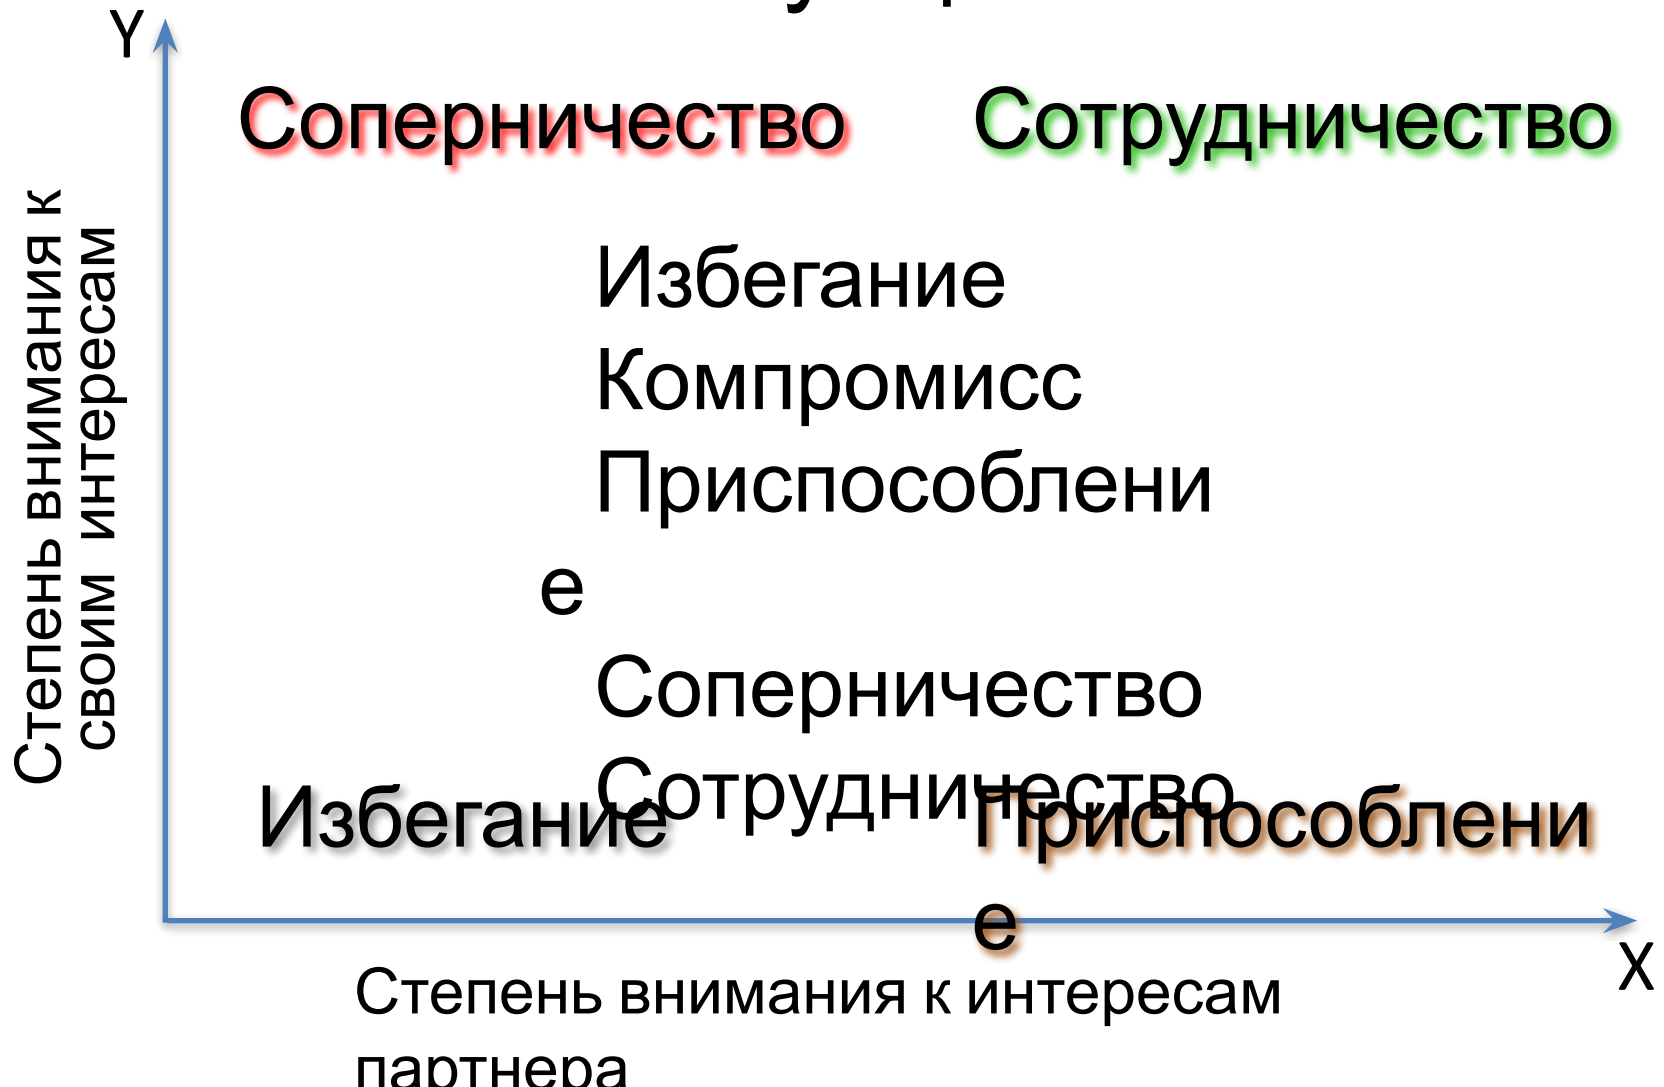 Y
Соперничество
Сотрудничество
Степень внимания к
своим интересам
Избегание
Компромисс
Приспособлени
е
Соперничество
Сотрудничество
Избегание
Приспособлени
е
X
Степень внимания к интересам
партнера